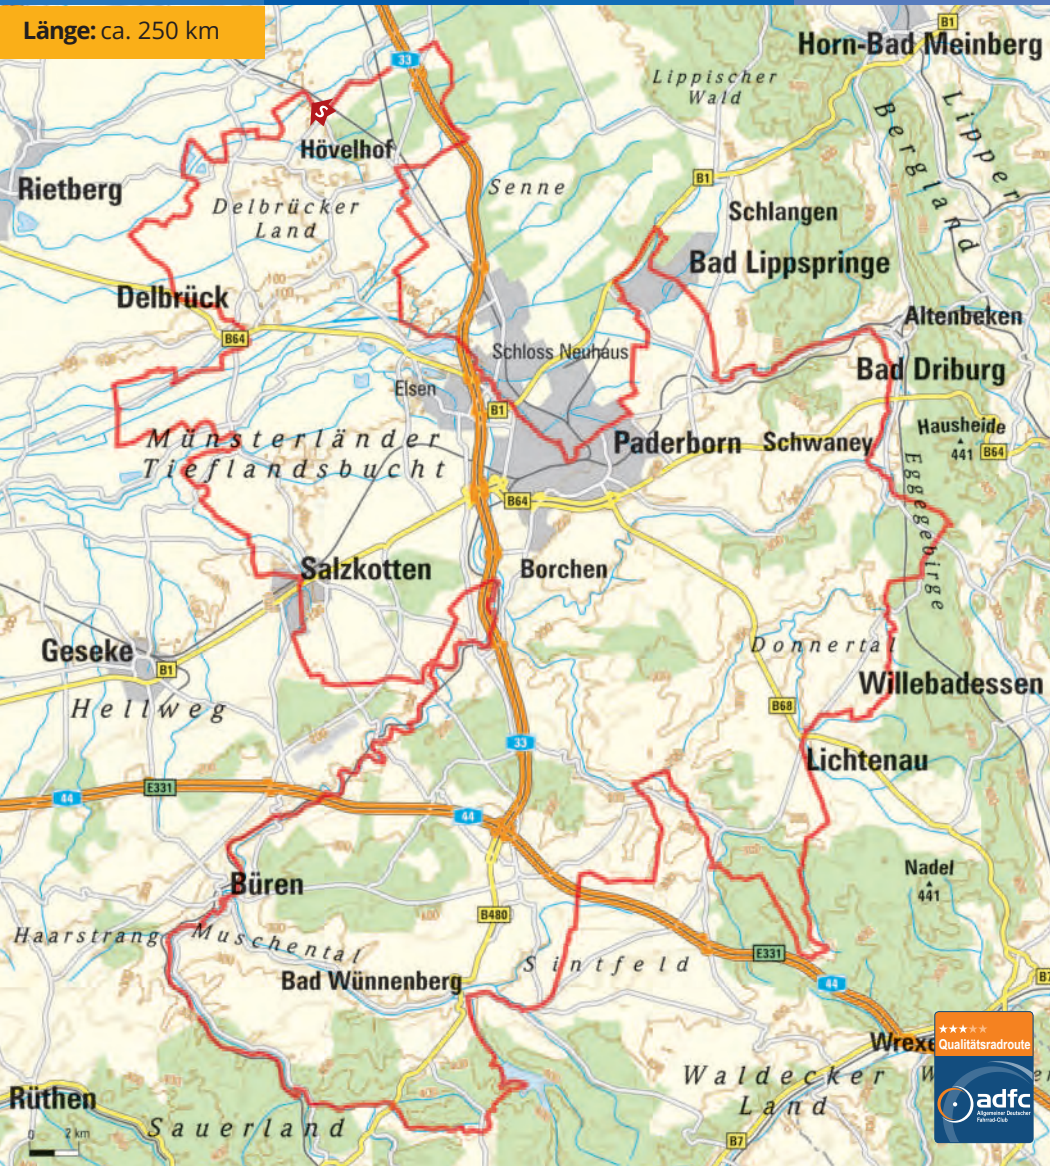 Länge: ca. 250 km
B1
Horn-Bad Meinberg
33
Lippischer
Wald
Lipper
Bergland
S
Hövelhof
Rietberg
Senne
B1
Delbrücker
Land
Schlangen
Bad Lippspringe
100
100
Delbrück
Altenbeken
B64
Schloss Neuhaus
Elsen
Bad Driburg
B1
Hausheide
441
B64
Münsterländer
Tieflandsbucht
Paderborn
Schwaney
B64
Eggegebirge
Salzkotten
Borchen
Geseke
B1
Donnertal
Hellweg
Willebadessen
B68
33
Lichtenau
44
E331
44
Nadel
441
Büren
B480
Haarstrang
Muschental
Sintfeld
E331
Bad Wünnenberg
44
Qualitätsradroute
Waldecker
Land
adfc
Allgemeiner Deutscher
Fahrrad-Club
Rüthen
Sauerland
0 2 km
B7